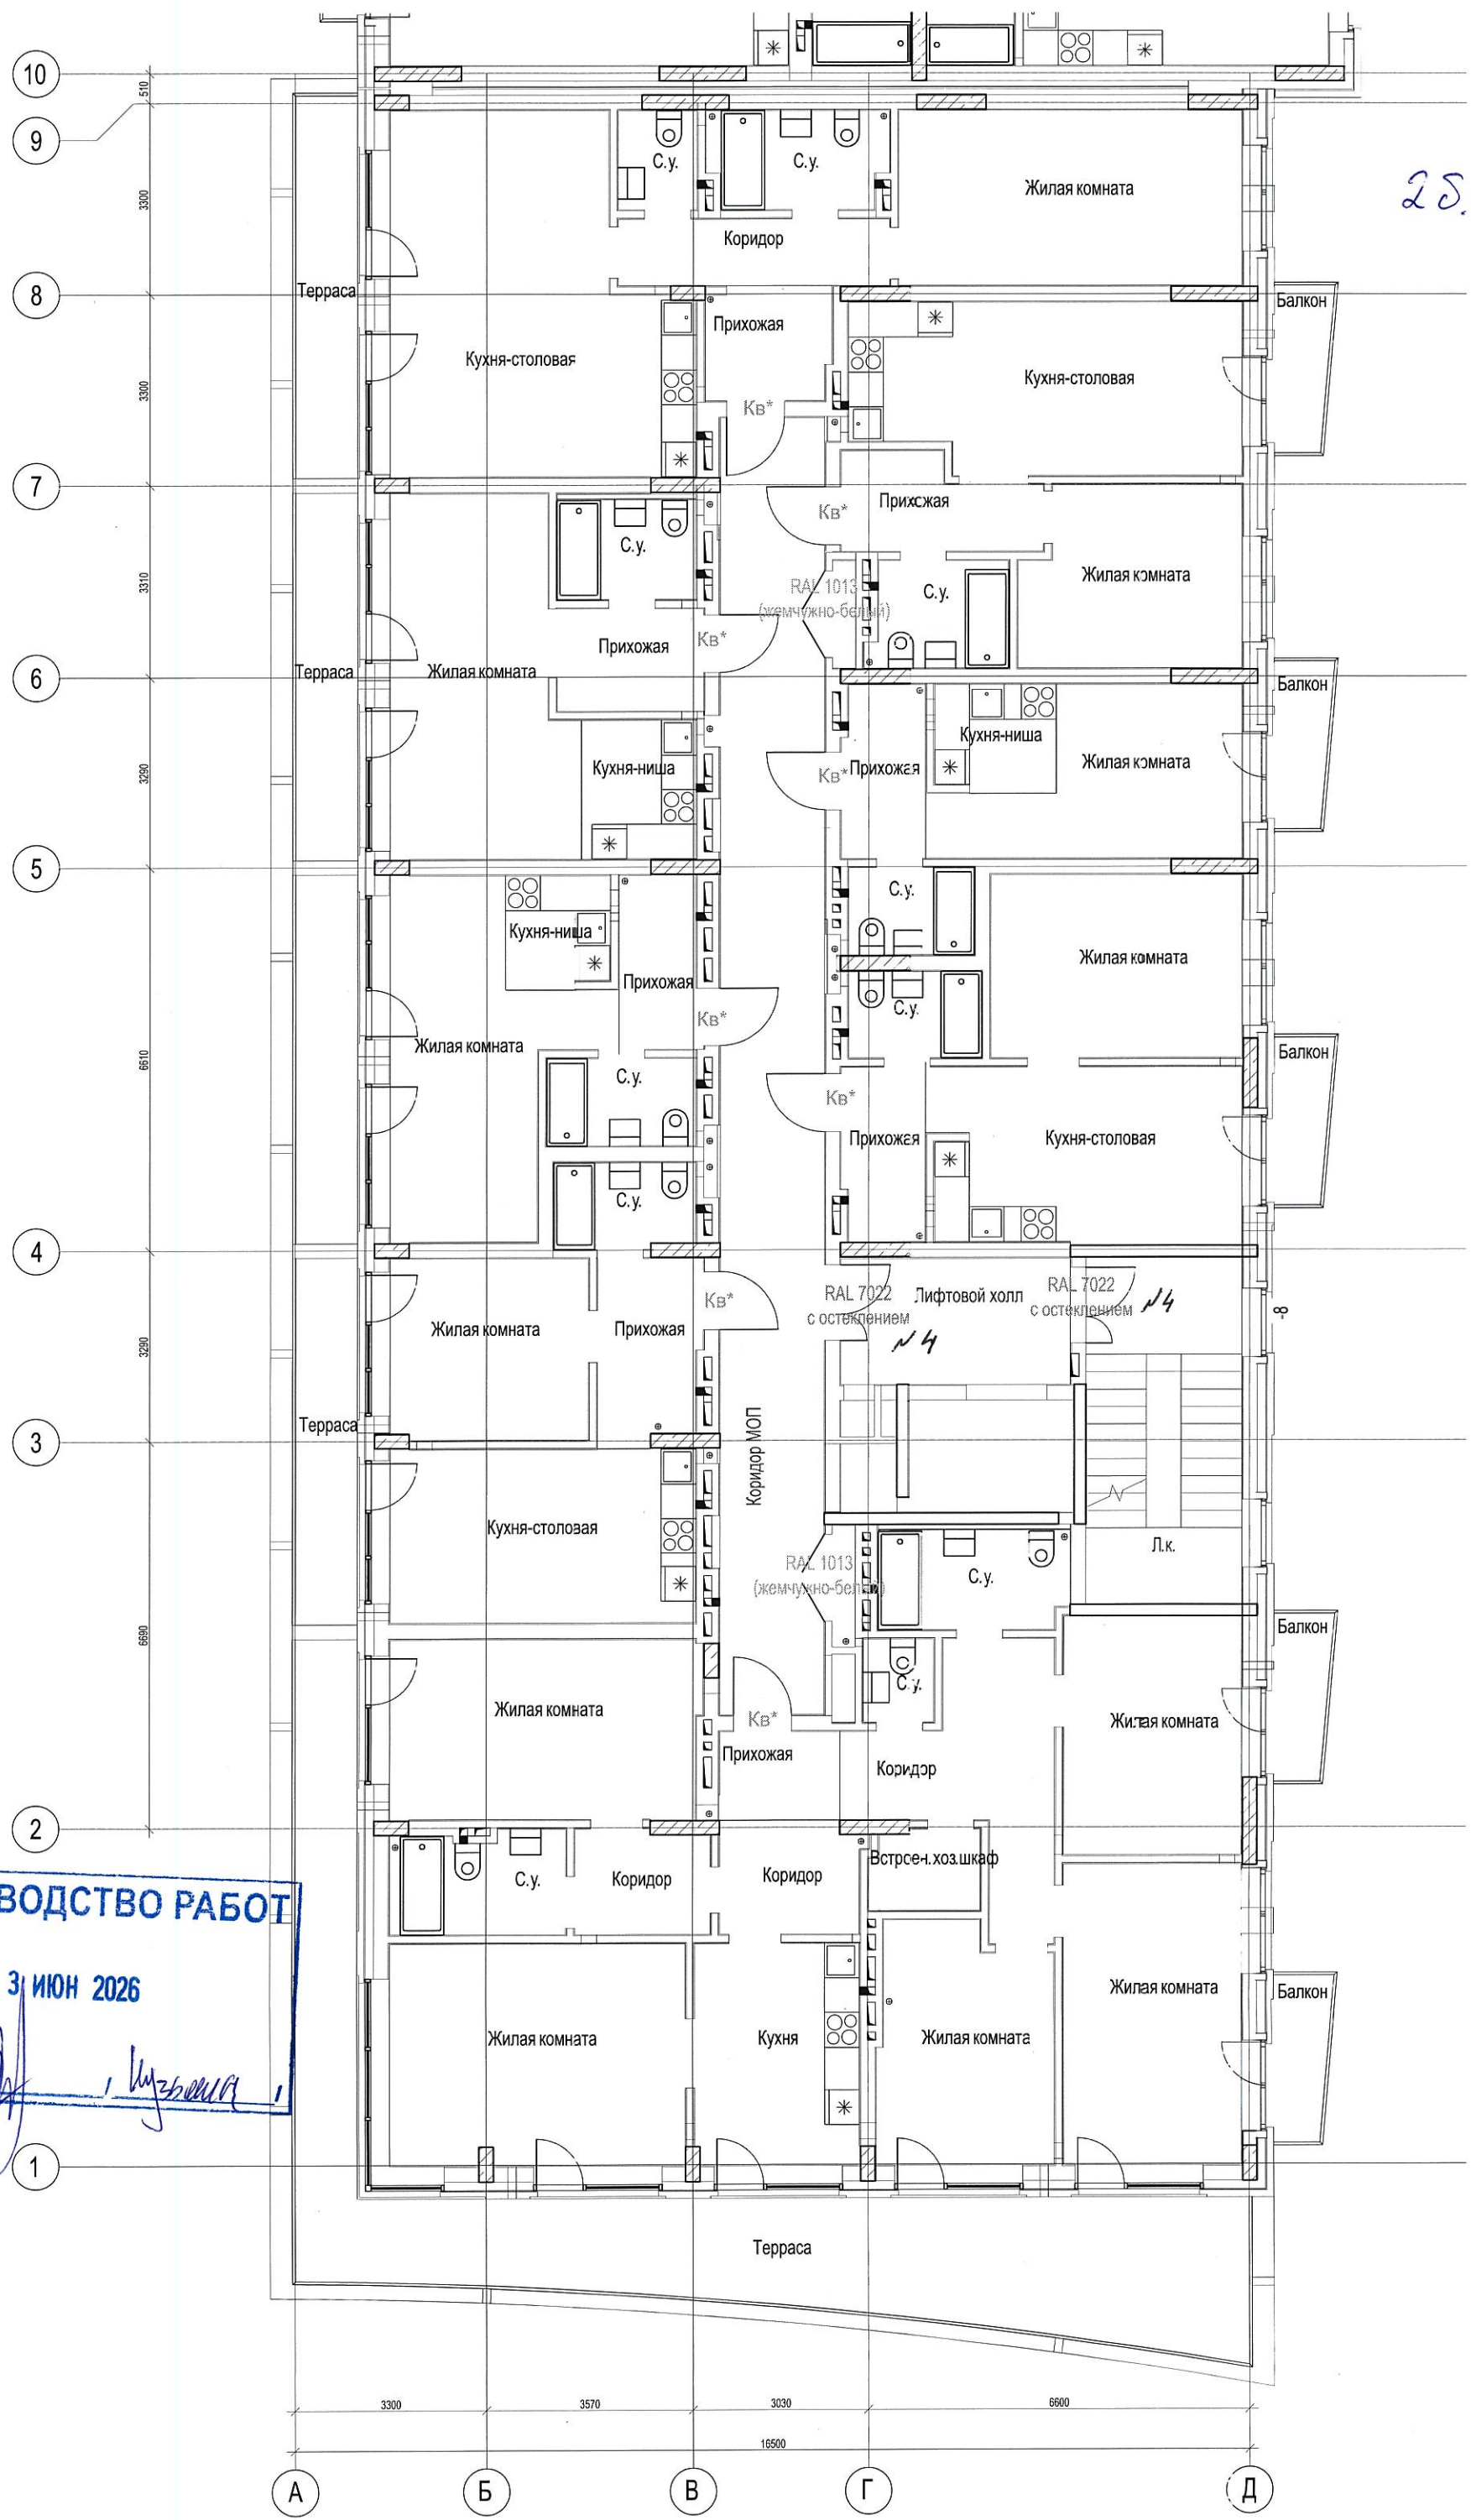 10
510
9
2 б.
С.у.
С.у.
Жилая комната
3300
Коридор
8
Терраса
Балкон
Прихожая
Кухня-столовая
Кухня-столовая
3300
Кв*
7
Прихожая
Кв*
С.у.
3310
Жилая комната
RAL 1013
(жемчужно-белый)
С.у.
Кв*
Прихожая
6
Терраса
Жилая комната
Балкон
Кухня-ниша
3290
Кухня-ниша
Кв*
Прихожая
Жилая комната
5
С.у.
Кухня-ниша
Жилая комната
Прихожая
С.у.
Кв*
Жилая комната
Балкон
6610
С.у.
Кв*
Прихожая
Кухня-столовая
С.у.
4
RAL 7022
с остеклением
Лифтовой холл
RAL 7022
с остеклением
№4
-8
Кв*
Жилая комната
Прихожая
3290
№4
Терраса
3
Коридор МОП
Кухня-столовая
Л.к.
RAL 1013
(жемчужно-белый)
С.у.
6690
Балкон
С.у.
Жилая комната
Кв*
Жилая комната
Прихожая
Коридор
2
Встроен.хоз.шкаф
С.у.
Коридор
Коридор
ВОДСТВО РАБОТ
3 ИЮН 2026
Жилая комната
Балкон
Жилая комната
Кухня
Жилая комната
1
Терраса
3300
3570
3030
6600
16500
А
Б
В
Г
Д